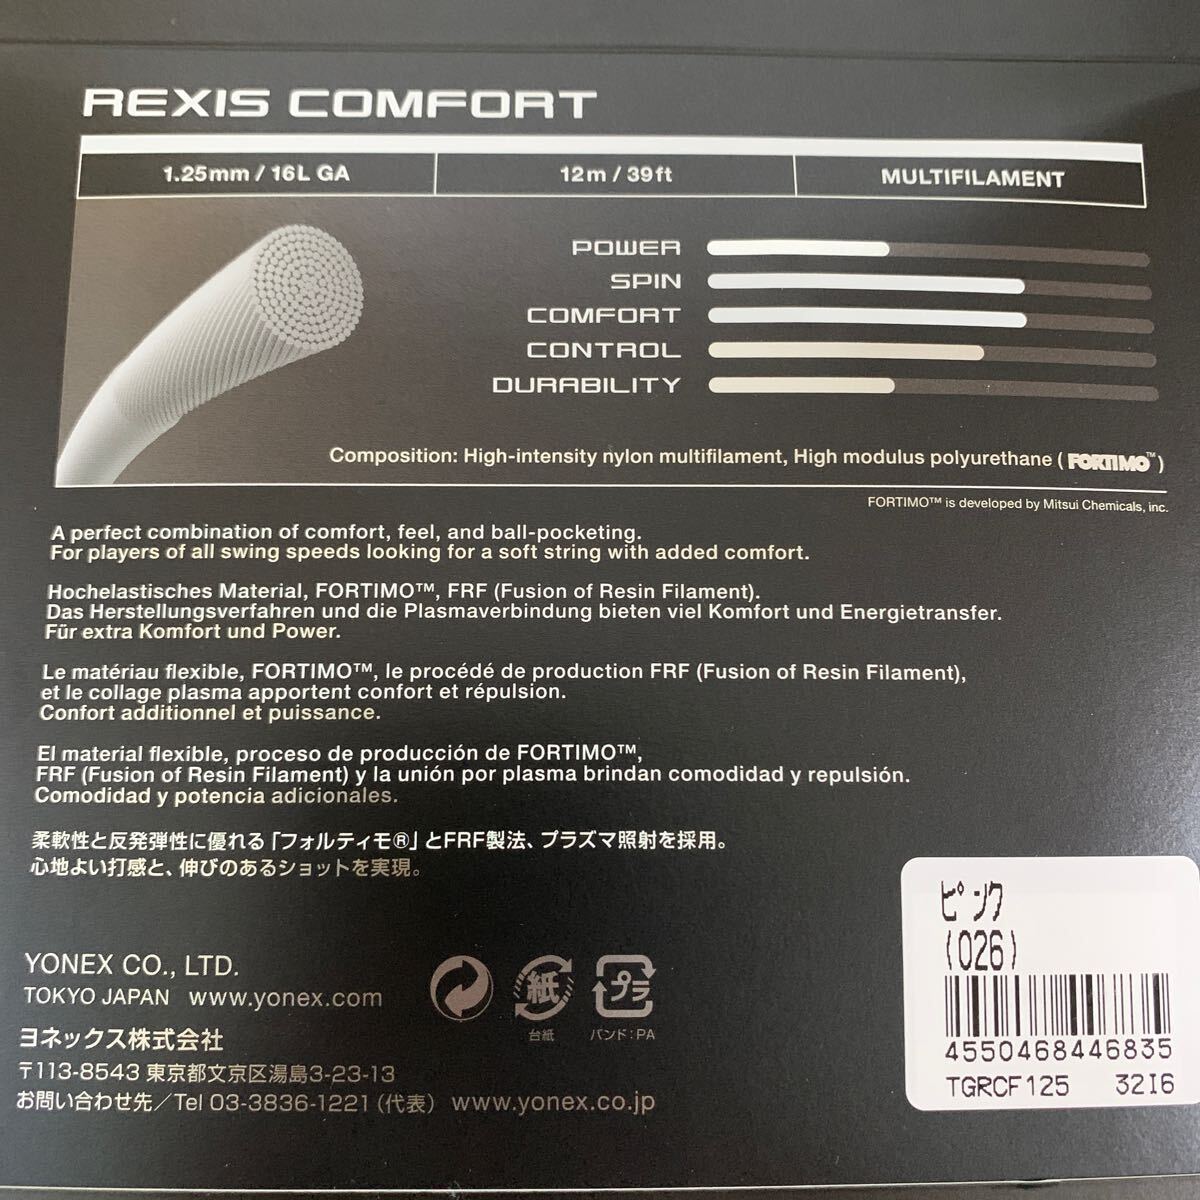 REXIS COMFORT
1.25mm / 16L GA
12m / 39ft
MULTIFILAMENT
POWER
SPIN
COMFORT
CONTROL
DURABILITY
Composition: High-intensity nylon multifilament, High modulus polyurethane ( FORTIMO™ )
FORTIMO™ is developed by Mitsui Chemicals, inc.
A perfect combination of comfort, feel, and ball-pocketing.
For players of all swing speeds looking for a soft string with added comfort.
Hochelastisches Material, FORTIMO™, FRF (Fusion of Resin Filament).
Das Herstellungsverfahren und die Plasmaverbindung bieten viel Komfort und Energietransfer.
Für extra Komfort und Power.
Le matériau flexible, FORTIMO™, le procédé de production FRF (Fusion of Resin Filament),
et le collage plasma apportent confort et répulsion.
Confort additionnel et puissance.
El material flexible, proceso de producción de FORTIMO™,
FRF (Fusion of Resin Filament) y la unión por plasma brindan comodidad y repulsión.
Comodidad y potencia adicionales.
柔軟性と反発弾性に優れる「フォルティモ®」とFRF製法、プラズマ照射を採用。
心地よい打感と、伸びのあるショットを実現。
YONEX CO., LTD.
TOKYO JAPAN www.yonex.com
ヨネックス株式会社
〒113-8543 東京都文京区湯島3-23-13
お問い合わせ先／Tel 03-3836-1221 (代表) www.yonex.co.jp
紙
台紙
プラ
バンド:PA
ピンク
(026)
4550468446835
TGRCF125 32I6